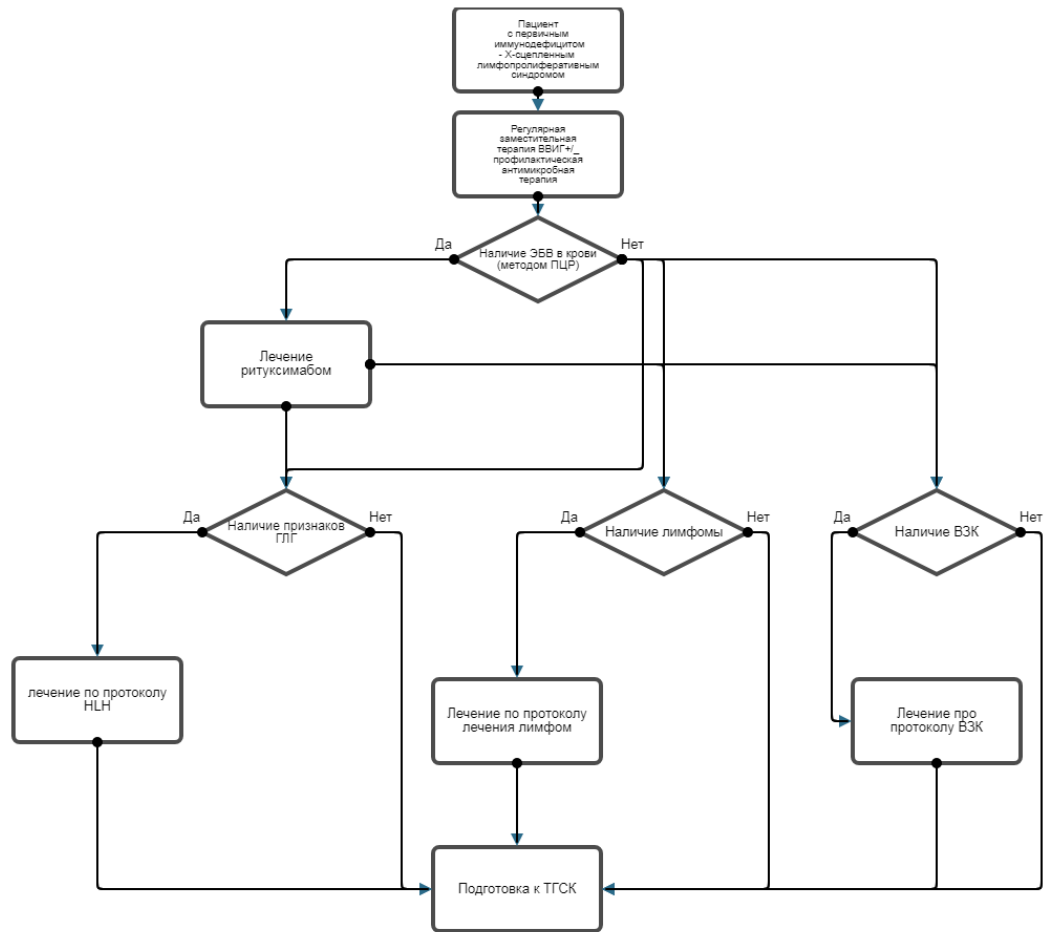 Пациент
с первичным
иммунодефицитом
- Х-сцепленным
лимфопролиферативным
синдромом
Регулярная
заместительная
терапия ВВИГ+/_
профилактическая
антимикробная
терапия
Да
Наличие ЭБВ в крови
(методом ПЦР)
Нет
Лечение
ритуксимабом
Да
Наличие признаков
ГЛГ
Нет
Да
Наличие лимфомы
Нет
Да
Наличие ВЗК
Нет
лечение по протоколу
HLH
Лечение по протоколу
лечения лимфом
Лечение про
протоколу ВЗК
Подготовка к ТГСК